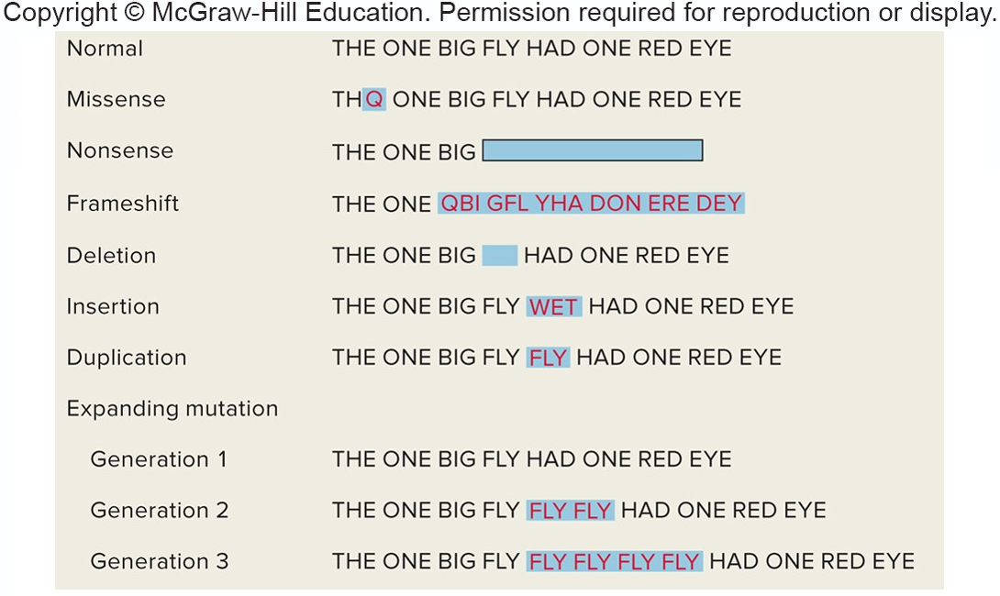 Copyright © McGraw-Hill Education. Permission required for reproduction or display.
Normal THE ONE BIG FLY HAD ONE RED EYE
Missense THQ ONE BIG FLY HAD ONE RED EYE
Nonsense THE ONE BIG
Frameshift THE ONE QBI GFL YHA DON ERE DEY
Deletion THE ONE BIG HAD ONE RED EYE
Insertion THE ONE BIG FLY WET HAD ONE RED EYE
Duplication THE ONE BIG FLY FLY HAD ONE RED EYE
Expanding mutation
Generation 1 THE ONE BIG FLY HAD ONE RED EYE
Generation 2 THE ONE BIG FLY FLY FLY HAD ONE RED EYE
Generation 3 THE ONE BIG FLY FLY FLY FLY FLY HAD ONE RED EYE